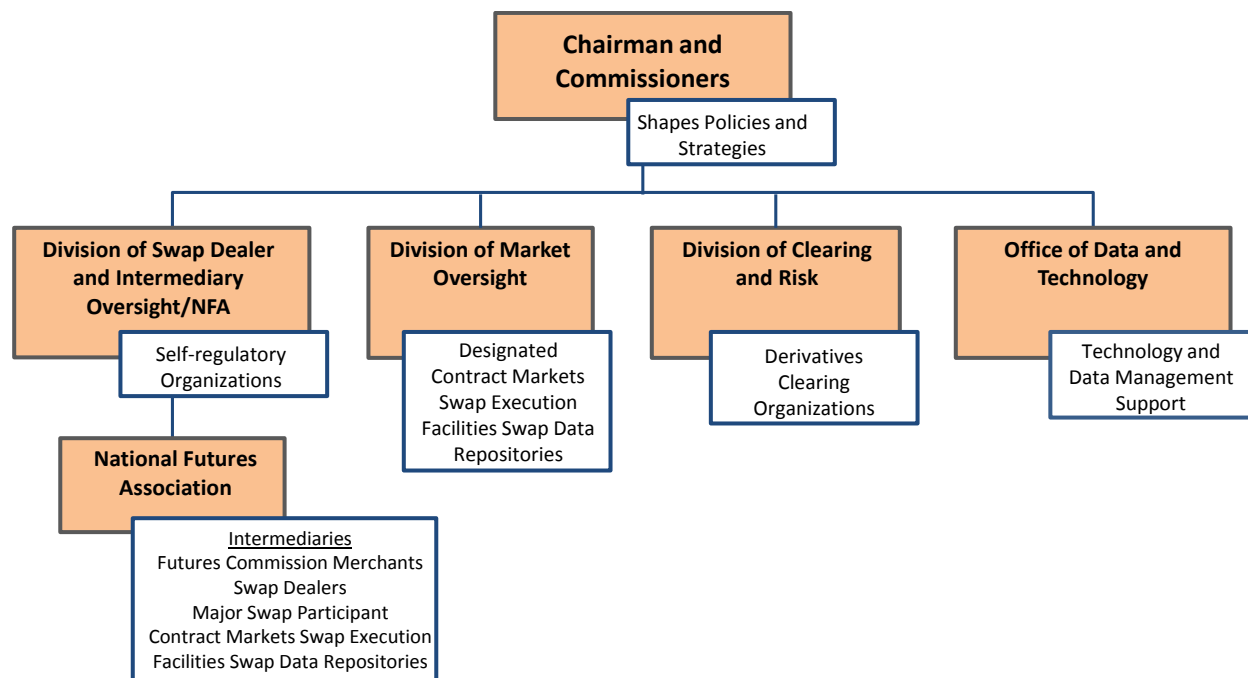 Chairman and
Commissioners
Shapes Policies and
Strategies
Division of Swap Dealer
and Intermediary
Oversight/NFA
Self-regulatory
Organizations
National Futures
Association
Intermediaries
Futures Commission Merchants
Swap Dealers
Major Swap Participant
Contract Markets Swap Execution
Facilities Swap Data Repositories
Division of Market
Oversight
Designated
Contract Markets
Swap Execution
Facilities Swap Data
Repositories
Division of Clearing
and Risk
Derivatives
Clearing
Organizations
Office of Data and
Technology
Technology and
Data Management
Support